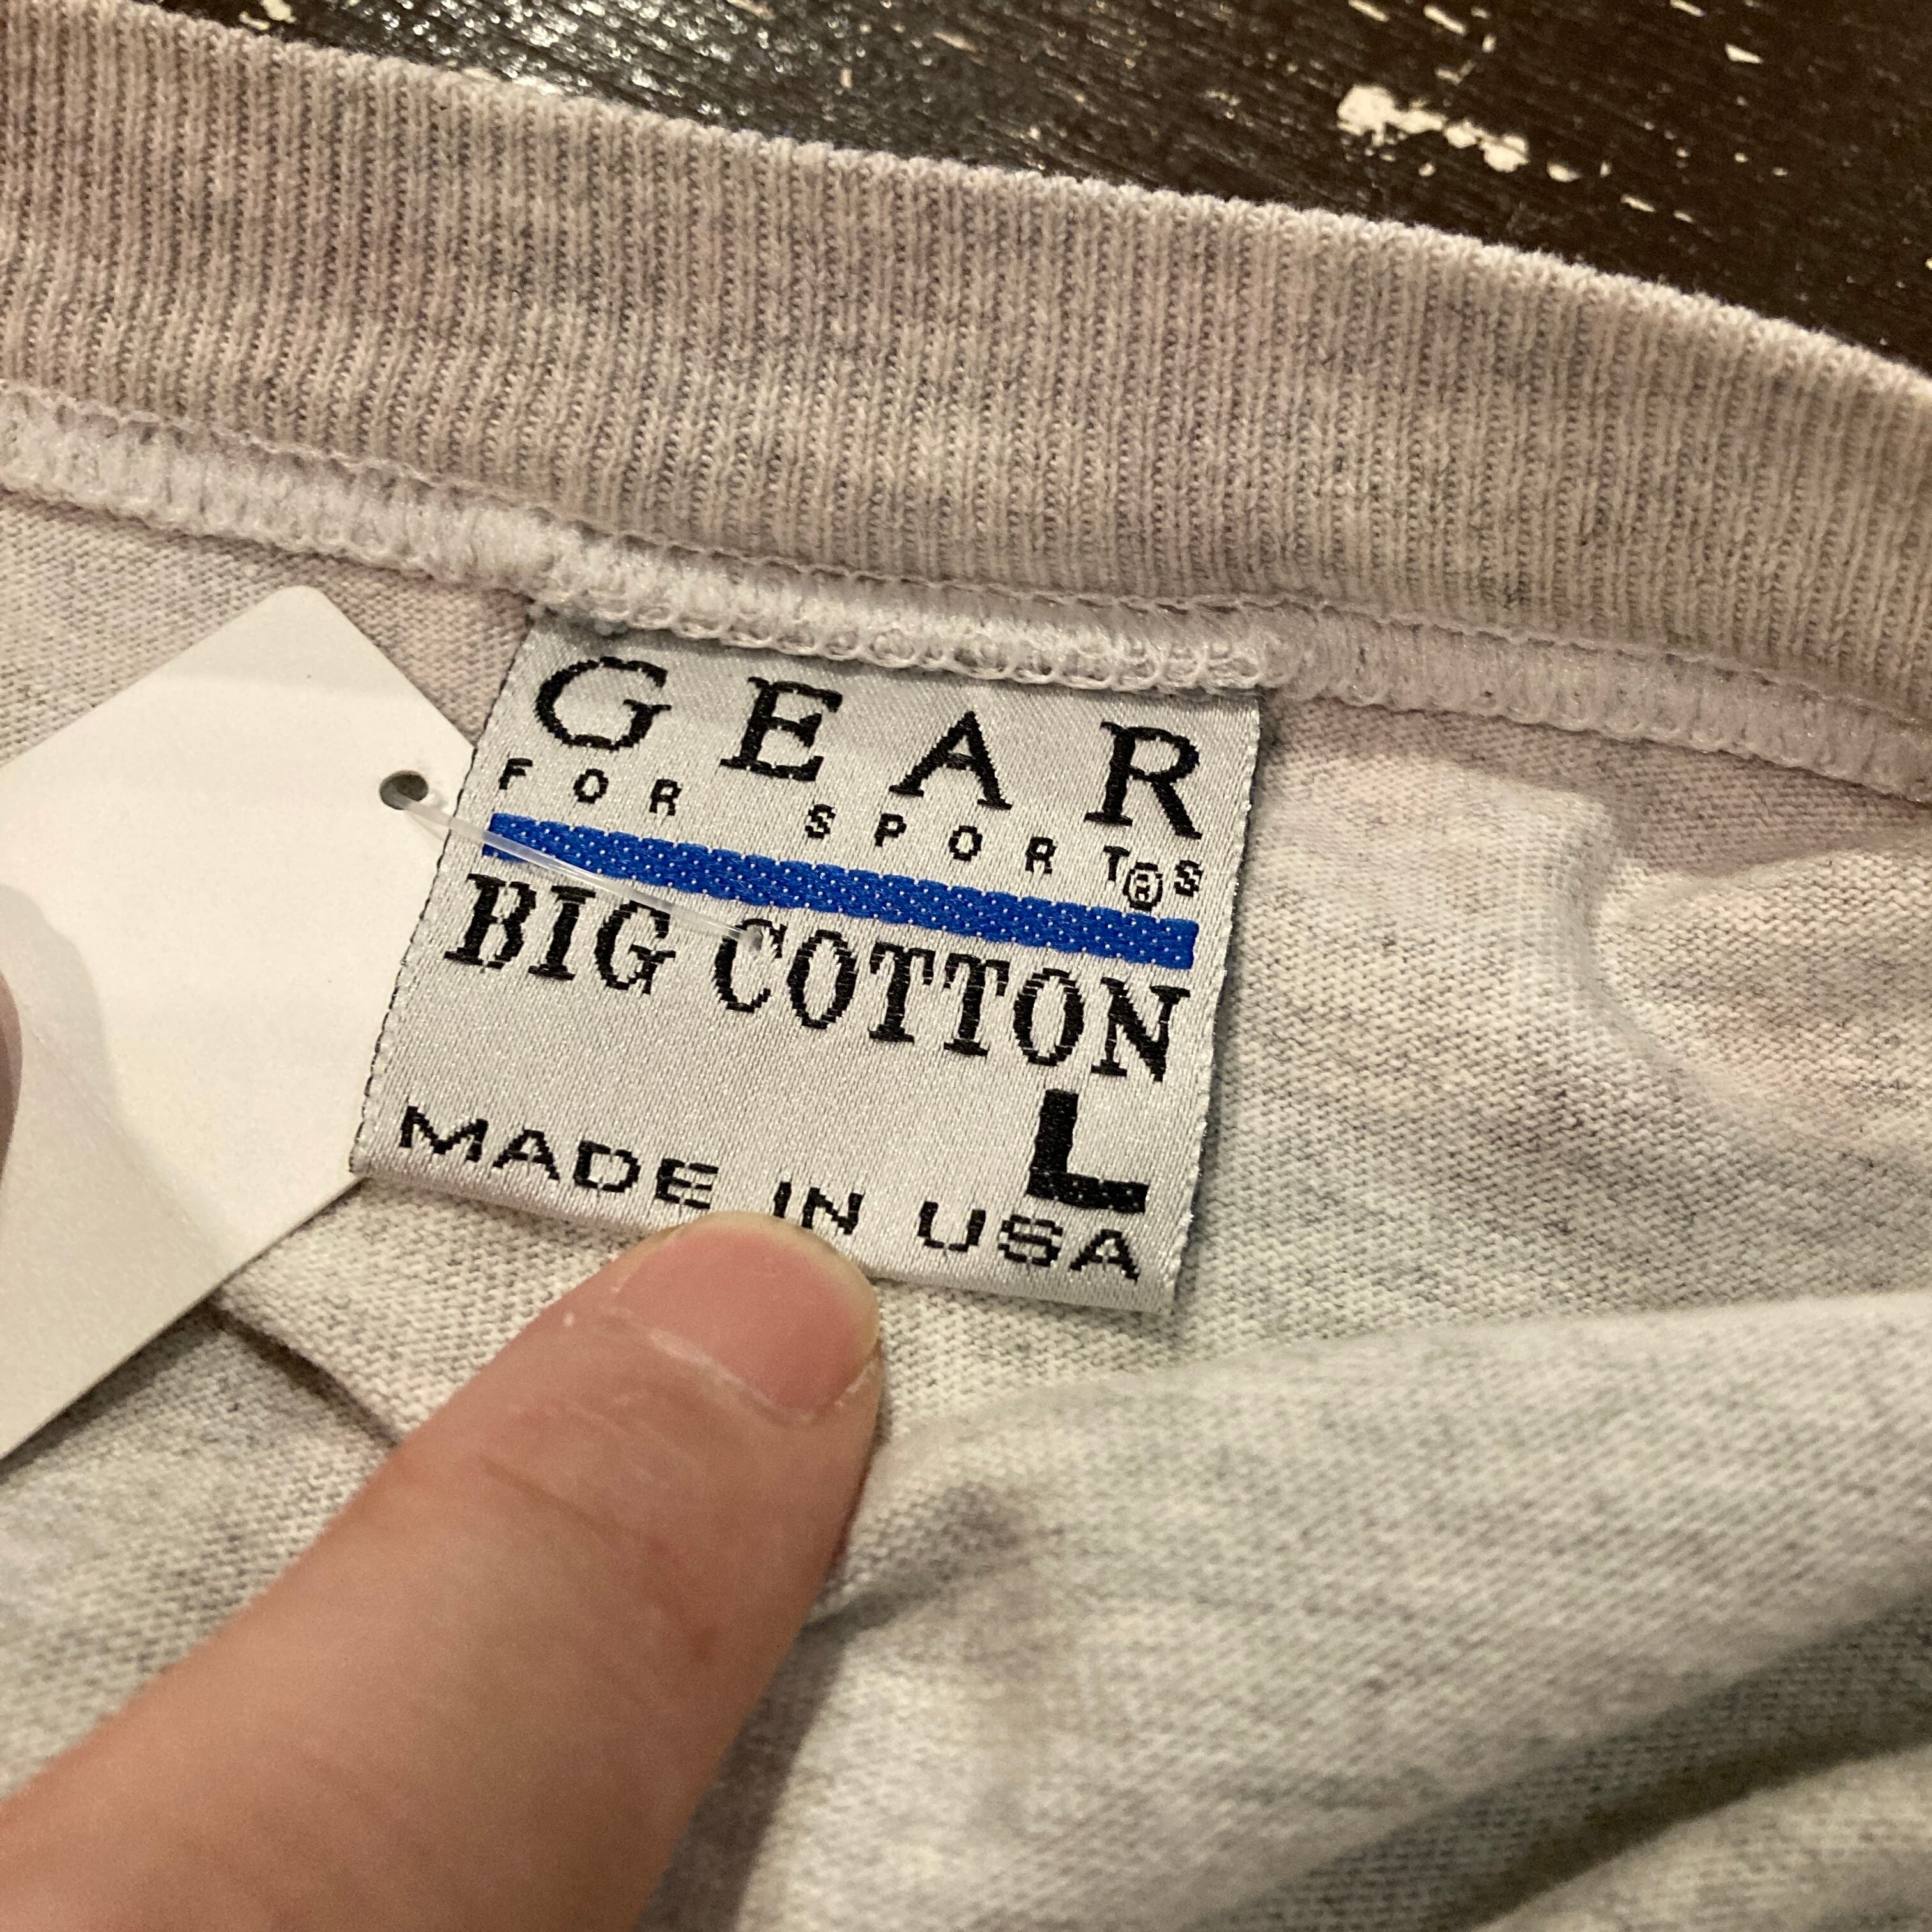 GEAR
FOR SPORTS®
BIG COTTON
L
MADE IN USA